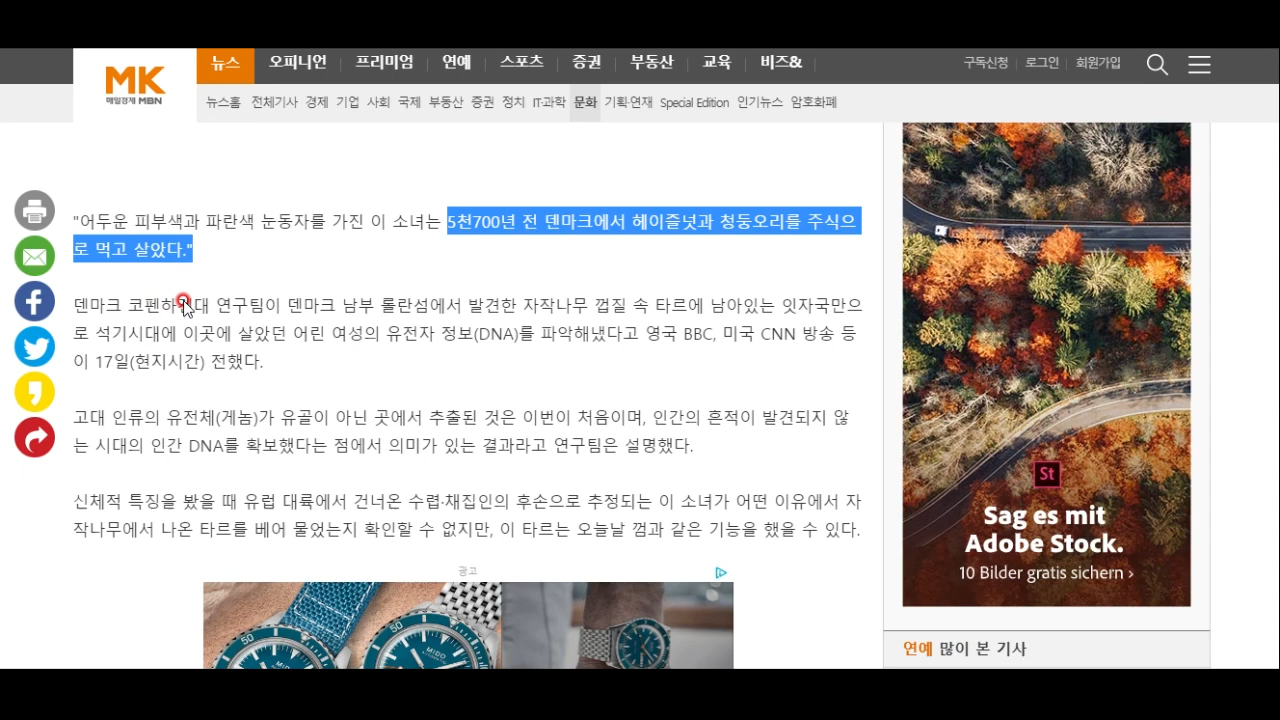 MK
매일경제 MBN
뉴스 오피니언 프리미엄 연예 스포츠 증권 부동산 교육 비즈&
구독신청 로그인 회원가입
뉴스홈 전체기사 경제 기업 사회 국제 부동산 증권 정치 IT·과학 문화 기획·연재 Special Edition 인기뉴스 암호화폐
"어두운 피부색과 파란색 눈동자를 가진 이 소녀는 5천700년 전 덴마크에서 헤이즐넛과 청둥오리를 주식으
로 먹고 살았다."
덴마크 코펜하 대 연구팀이 덴마크 남부 롤란섬에서 발견한 자작나무 껍질 속 타르에 남아있는 잇자국만으
로 석기시대에 이곳에 살았던 어린 여성의 유전자 정보(DNA)를 파악해냈다고 영국 BBC, 미국 CNN 방송 등
이 17일(현지시간) 전했다.
고대 인류의 유전체(게놈)가 유골이 아닌 곳에서 추출된 것은 이번이 처음이며, 인간의 흔적이 발견되지 않
는 시대의 인간 DNA를 확보했다는 점에서 의미가 있는 결과라고 연구팀은 설명했다.
신체적 특징을 봤을 때 유럽 대륙에서 건너온 수렵·채집인의 후손으로 추정되는 이 소녀가 어떤 이유에서 자
작나무에서 나온 타르를 베어 물었는지 확인할 수 없지만, 이 타르는 오늘날 껌과 같은 기능을 했을 수 있다.
광고
50
MIDO
50
MIDO
St
Sag es mit
Adobe Stock.
10 Bilder gratis sichern ›
연예 많이 본 기사